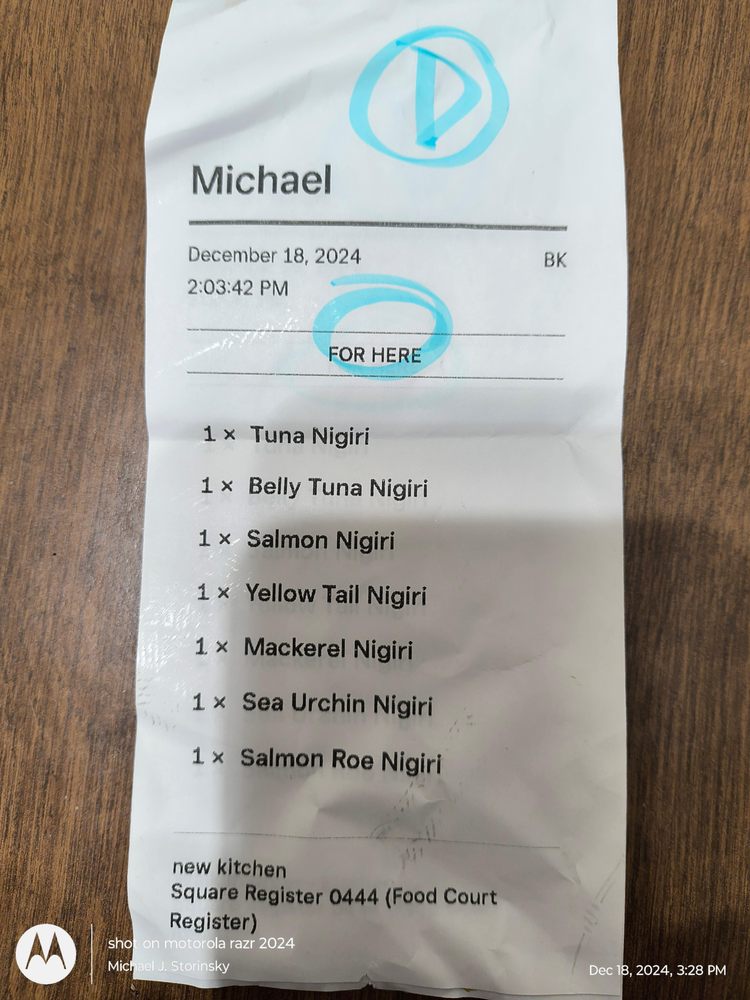 D
Michael
December 18, 2024 BK
2:03:42 PM
FOR HERE
1 × Tuna Nigiri
1 × Belly Tuna Nigiri
1 × Salmon Nigiri
1 × Yellow Tail Nigiri
1 × Mackerel Nigiri
1 × Sea Urchin Nigiri
1 × Salmon Roe Nigiri
new kitchen
Square Register 0444 (Food Court
Register)
shot on motorola razr 2024
Michael J. Storinsky
Dec 18, 2024, 3:28 PM